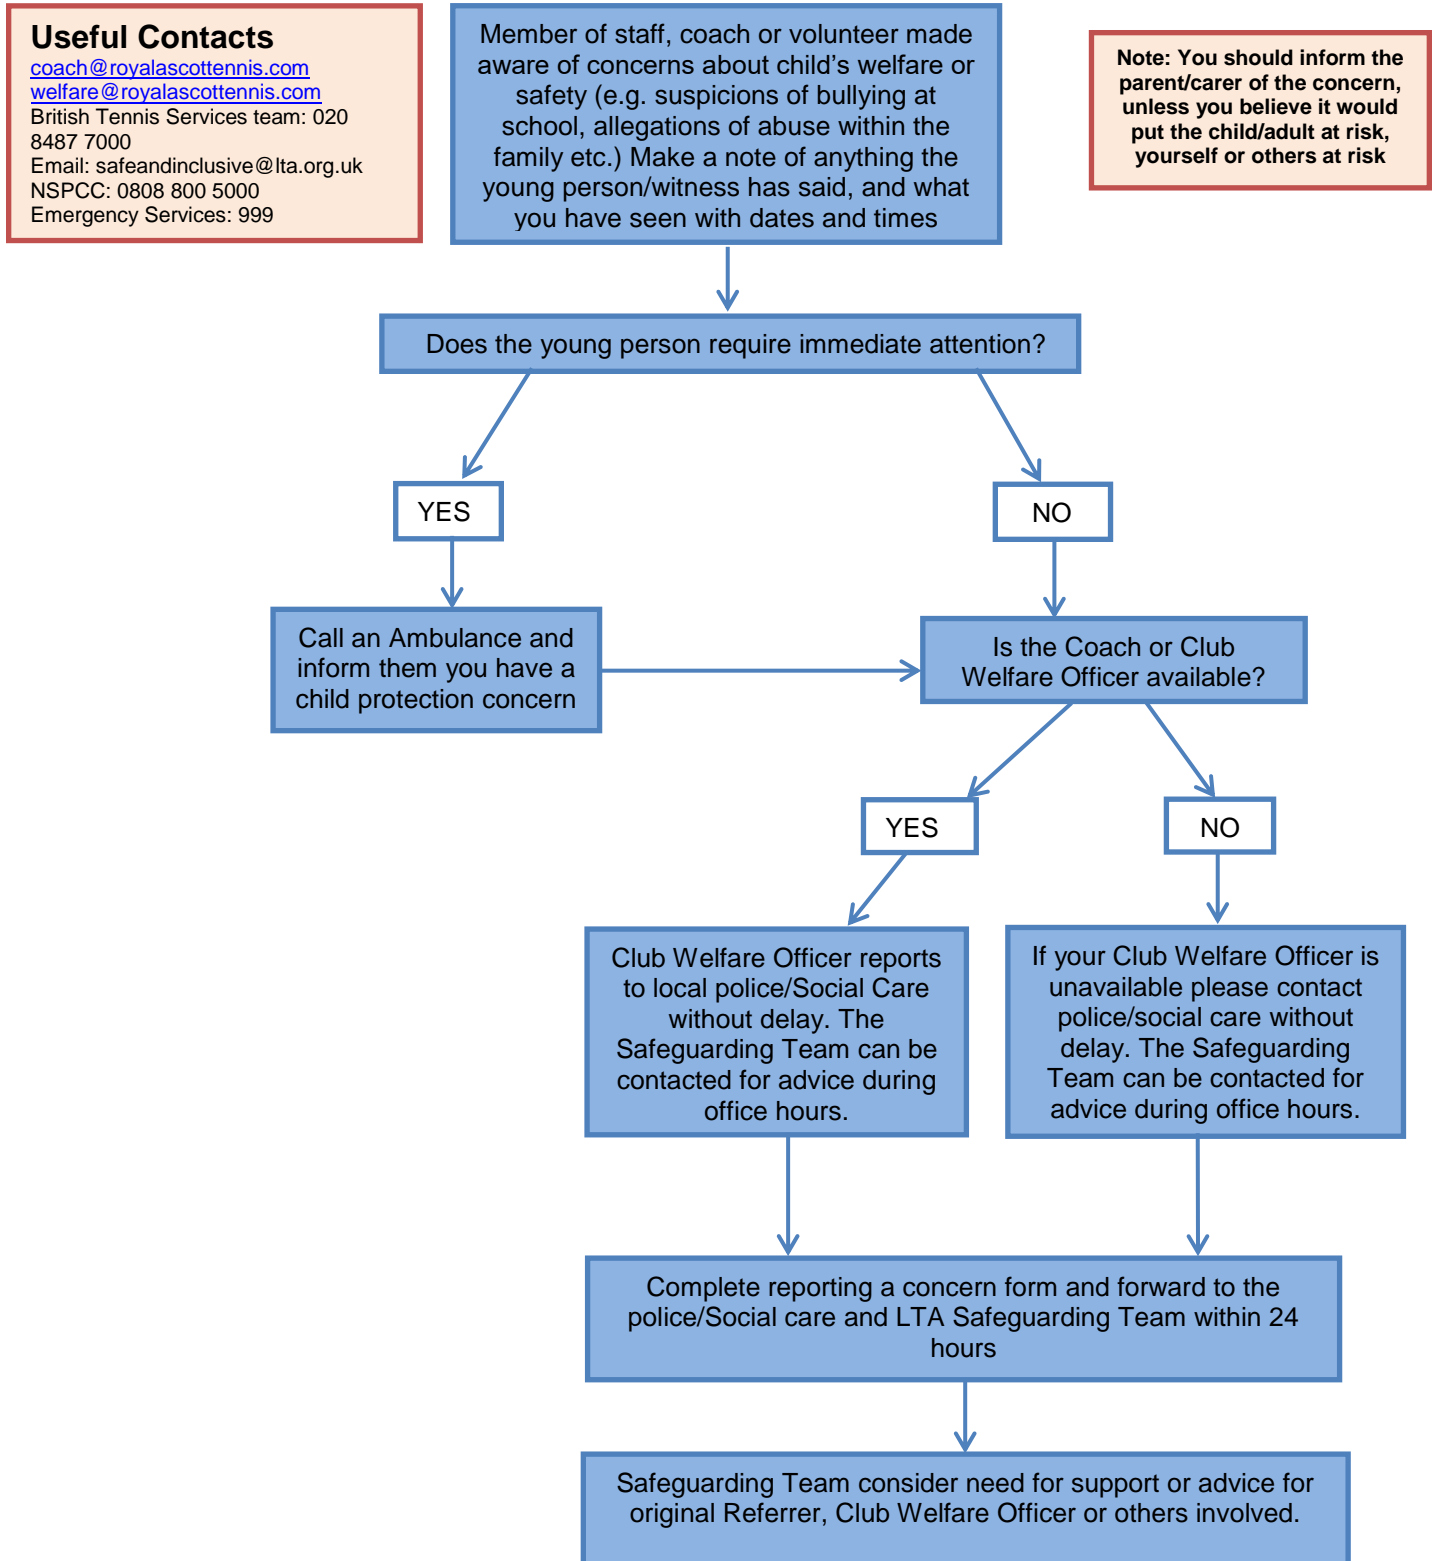 Useful Contacts
coach@royalascottennis.com
welfare@royalascottennis.com
British Tennis Services team: 020
8487 7000
Email: safeandinclusive@lta.org.uk
NSPCC: 0808 800 5000
Emergency Services: 999
Member of staff, coach or volunteer made
aware of concerns about child's welfare or
safety (e.g. suspicions of bullying at
school, allegations of abuse within the
family etc.) Make a note of anything the
young person/witness has said, and what
you have seen with dates and times
Note: You should inform the
parent/carer of the concern,
unless you believe it would
put the child/adult at risk,
yourself or others at risk
Does the young person require immediate attention?
YES
NO
Call an Ambulance and
inform them you have a
child protection concern
Is the Coach or Club
Welfare Officer available?
YES
NO
Club Welfare Officer reports
to local police/Social Care
without delay. The
Safeguarding Team can be
contacted for advice during
office hours.
If your Club Welfare Officer is
unavailable please contact
police/social care without
delay. The Safeguarding
Team can be contacted for
advice during office hours.
Complete reporting a concern form and forward to the
police/Social care and LTA Safeguarding Team within 24
hours
Safeguarding Team consider need for support or advice for
original Referrer, Club Welfare Officer or others involved.